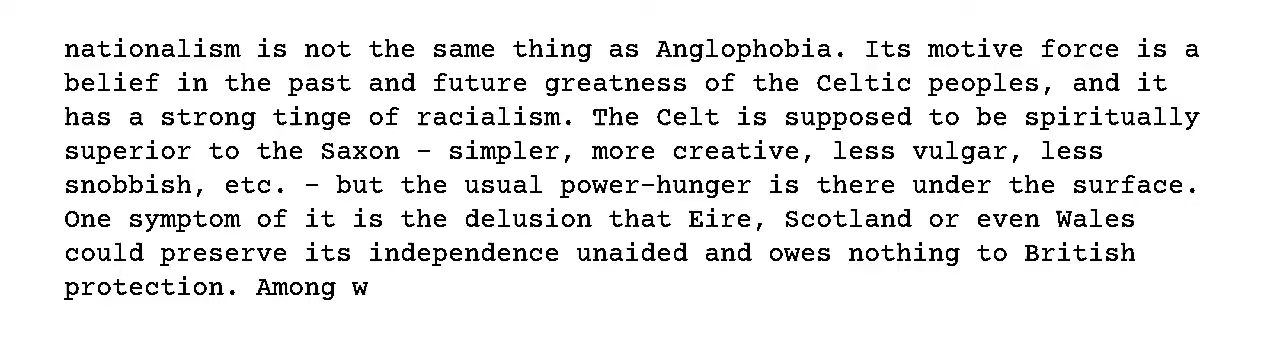 nationalism is not the same thing as Anglophobia. Its motive force is a
belief in the past and future greatness of the Celtic peoples, and it
has a strong tinge of racialism. The Celt is supposed to be spiritually
superior to the Saxon – simpler, more creative, less vulgar, less
snobbish, etc. – but the usual power-hunger is there under the surface.
One symptom of it is the delusion that Eire, Scotland or even Wales
could preserve its independence unaided and owes nothing to British
protection. Among w